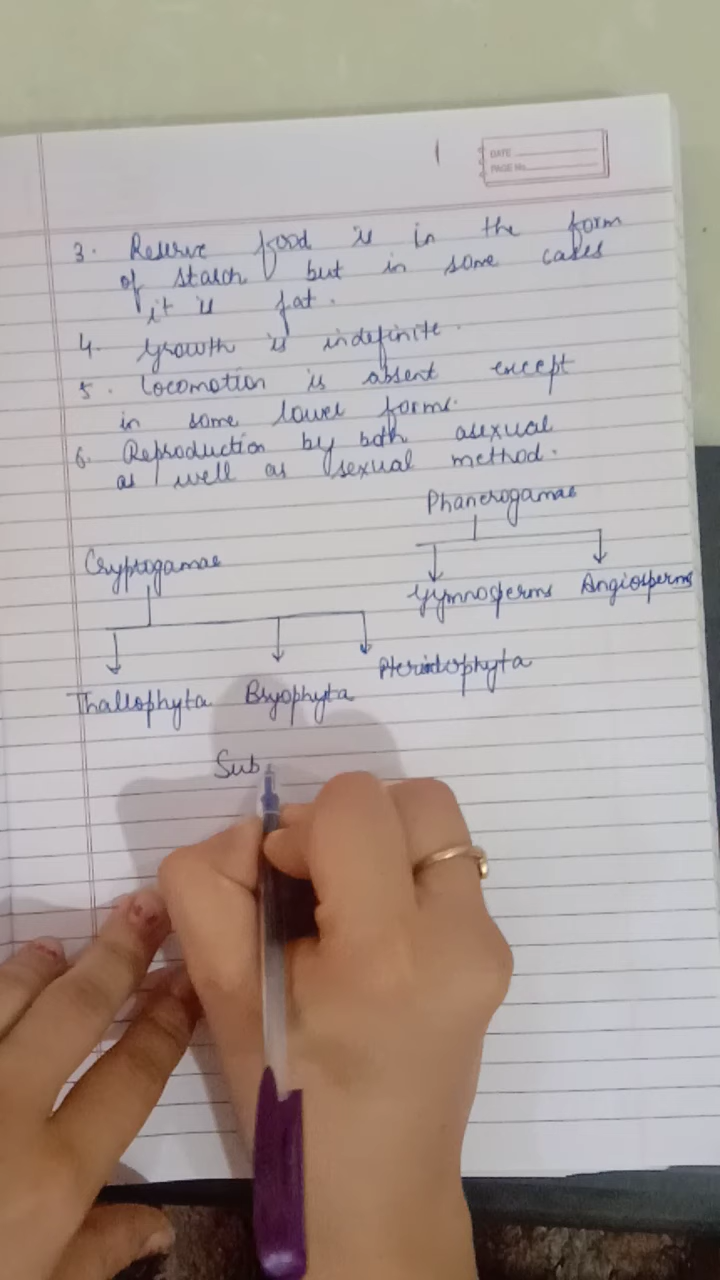 1
DATE
PAGE No.
3. Reserve food is in the form
of starch but in some cases
it is fat.
4. Growth is indefinite.
5. Locomotion is absent except
in some lower forms.
6. Reproduction by both asexual
as well as sexual method.
Phanerogamae
Cryptogamae
Gymnosperms Angiosperms
Pteridophyta
Thallophyta Bryophyta
Sub